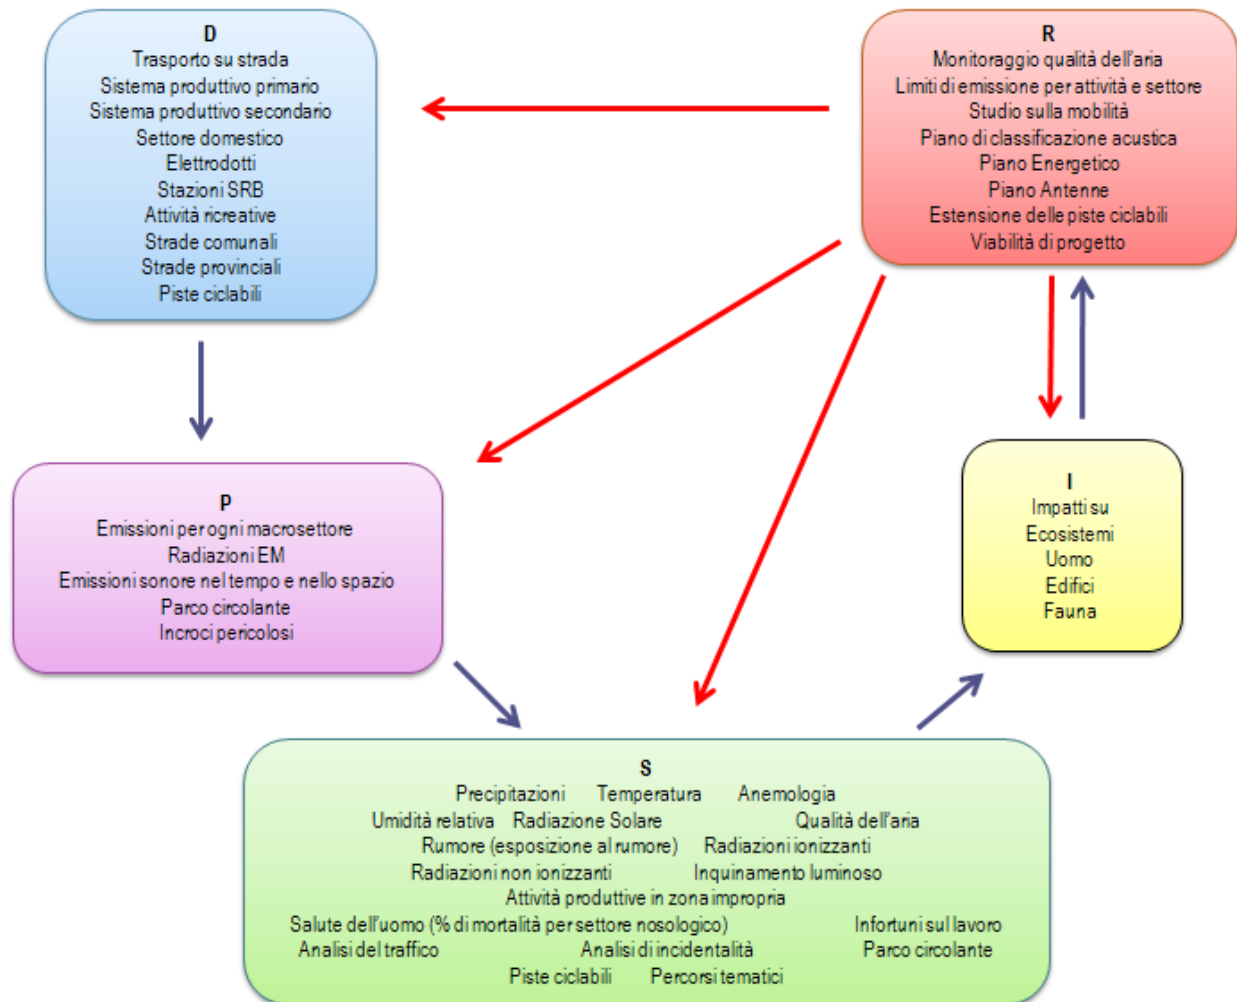 D
Trasporto su strada
Sistema produttivo primario
Sistema produttivo secondario
Settore domestico
Elettrodotti
Stazioni SRB
Attività ricreative
Strade comunali
Strade provinciali
Piste ciclabili
R
Monitoraggio qualità dell'aria
Limiti di emissione per attività e settore
Studio sulla mobilità
Piano di classificazione acustica
Piano Energetico
Piano Antenne
Estensione delle piste ciclabili
Viabilità di progetto
P
Emissioni per ogni macrosettore
Radiazioni EM
Emissioni sonore nel tempo e nello spazio
Parco circolante
Incroci pericolosi
I
Impatti su
Ecosistemi
Uomo
Edifici
Fauna
S
Precipitazioni Temperatura Anemologia
Umidità relativa Radiazione Solare Qualità dell'aria
Rumore (esposizione al rumore) Radiazioni ionizzanti
Radiazioni non ionizzanti Inquinamento luminoso
Attività produttive in zona impropria
Salute dell'uomo (% di mortalità per settore nosologico) Infortuni sul lavoro
Analisi del traffico Analisi di incidentalità Parco circolante
Piste ciclabili Percorsi tematici